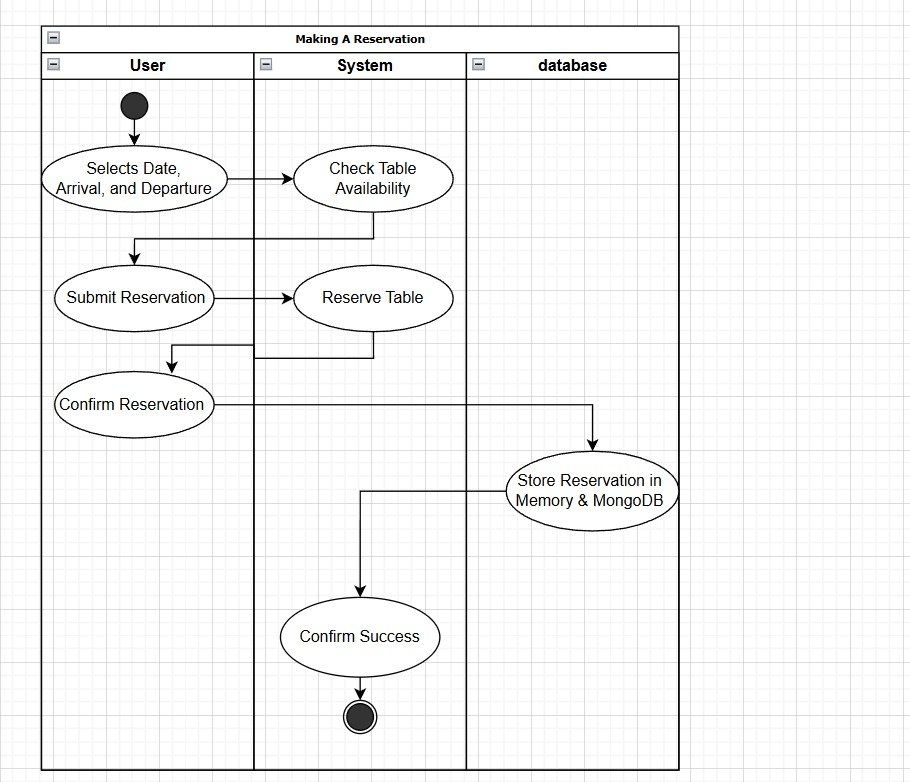 Making A Reservation
User
System
database
Selects Date,
Arrival, and Departure
Check Table
Availability
Submit Reservation
Reserve Table
Confirm Reservation
Store Reservation in
Memory & MongoDB
Confirm Success